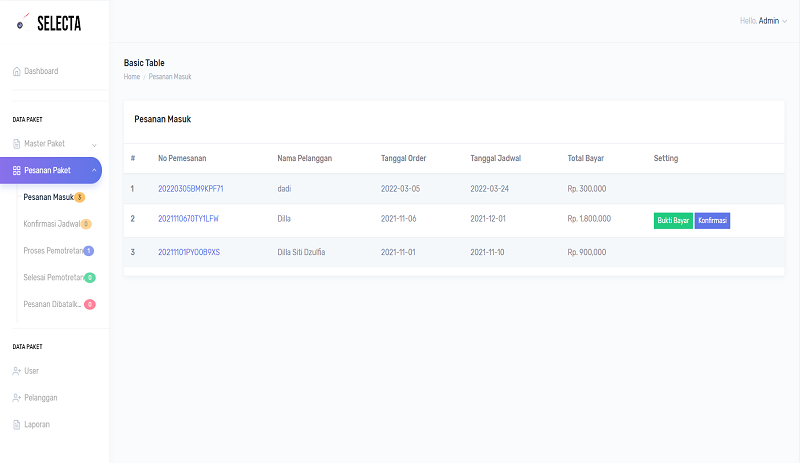 SELECTA
Hello, Admin
Dashboard
DATA PAKET
Master Paket
Pesanan Paket
Pesanan Masuk 3
Konfirmasi Jadwal 0
Proses Pemotretan 1
Selesai Pemotretan 0
Pesanan Dibatalk... 0
DATA PAKET
User
Pelanggan
Laporan
Basic Table
Home / Pesanan Masuk
Pesanan Masuk
# No Pemesanan Nama Pelanggan Tanggal Order Tanggal Jadwal Total Bayar Setting
1 20220305BM9KPF71 dadi 2022-03-05 2022-03-24 Rp. 300,000
2 2021110670TY1LFW Dilla 2021-11-06 2021-12-01 Rp. 1.800,000 Bukti Bayar Konfirmasi
3 20211101PYO0B9XS Dilla Siti Dzulfia 2021-11-01 2021-11-10 Rp. 900,000